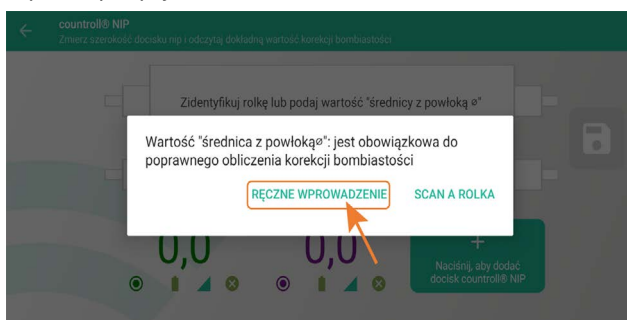 countroll® NIP
Zmierz szerokość docisku nip i odczytaj dokładną wartość korekcji bombiastości
Zidentyfikuj rolkę lub podaj wartość "średnicy z powłoką ø"
Wartość "średnica z powłokąø": jest obowiązkowa do
poprawnego obliczenia korekcji bombiastości
RĘCZNE WPROWADZENIE
SCAN A ROLKA
0,0
0,0
+
Naciśnij, aby dodać
docisk countroll® NIP